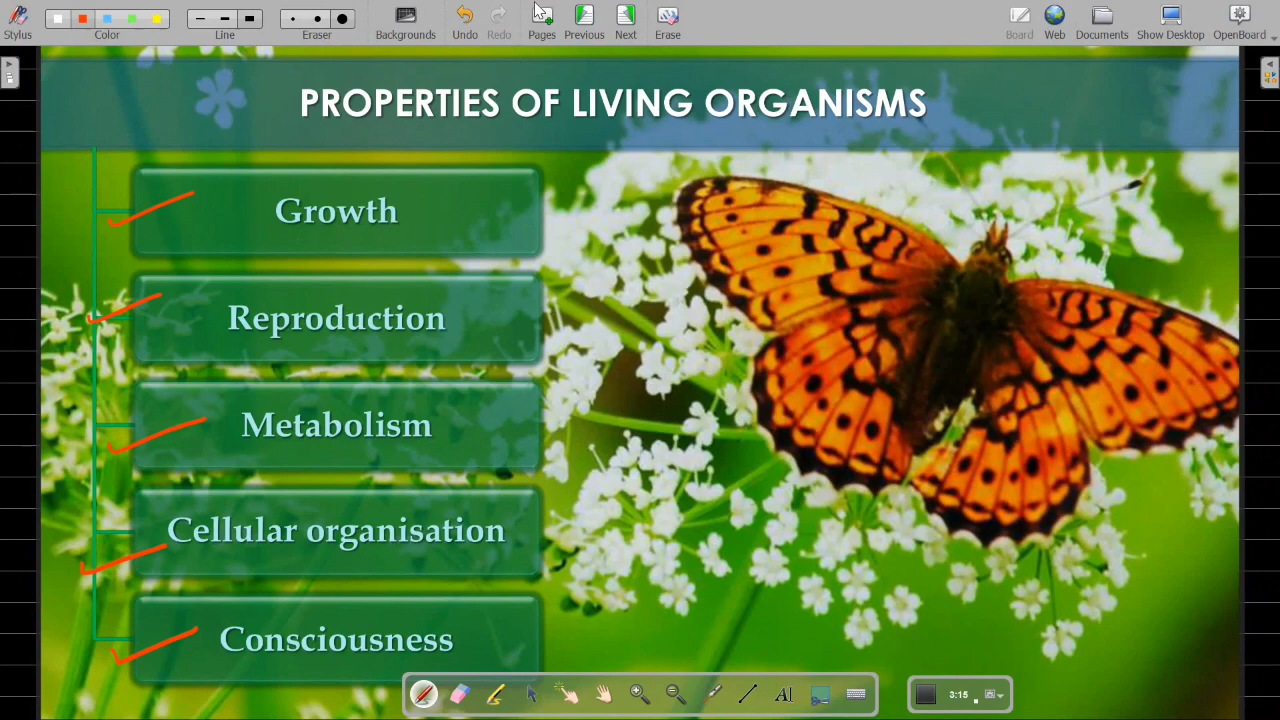 Stylus Color Line Eraser Backgrounds Undo Redo Pages Previous Next Erase Board Web Documents Show Desktop OpenBoard
PROPERTIES OF LIVING ORGANISMS
Growth
Reproduction
Metabolism
Cellular organisation
Consciousness
AI 3:15